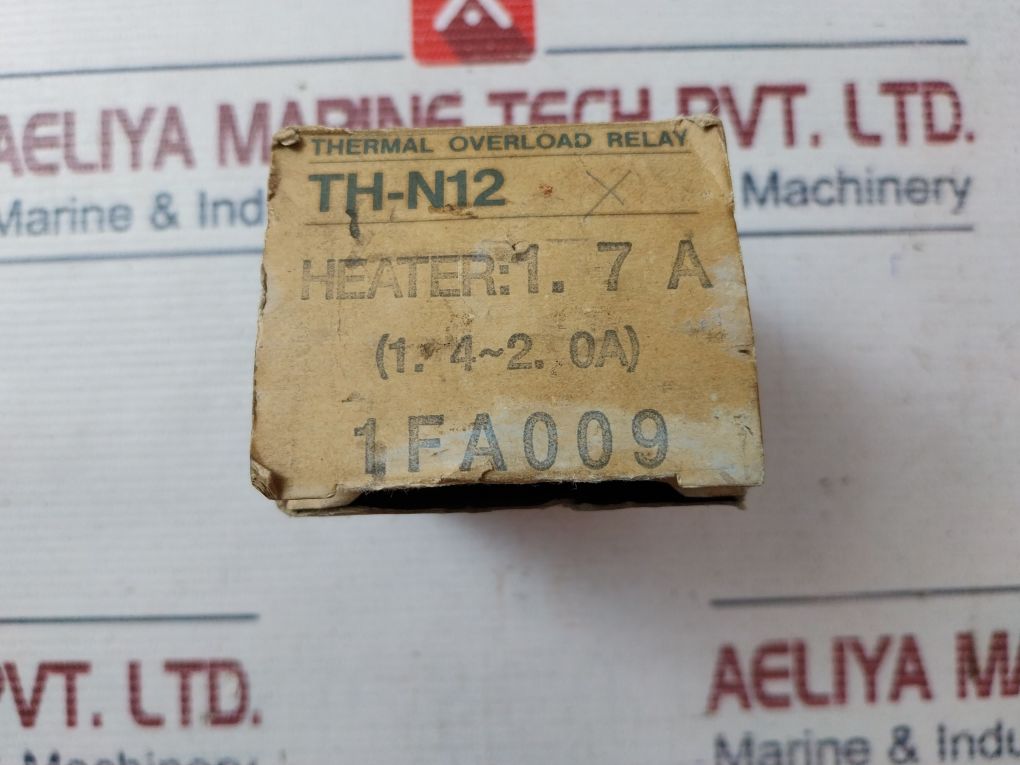 AELIYA MARINE TECH PVT. LTD.
Marine & Ind Machinery
THERMAL OVERLOAD RELAY
TH-N12
HEATER:1. 7 A
(1. 4~2. 0A)
1FA009
PVT. LTD.
Machinery
AELIYA MA
Marine & Indu